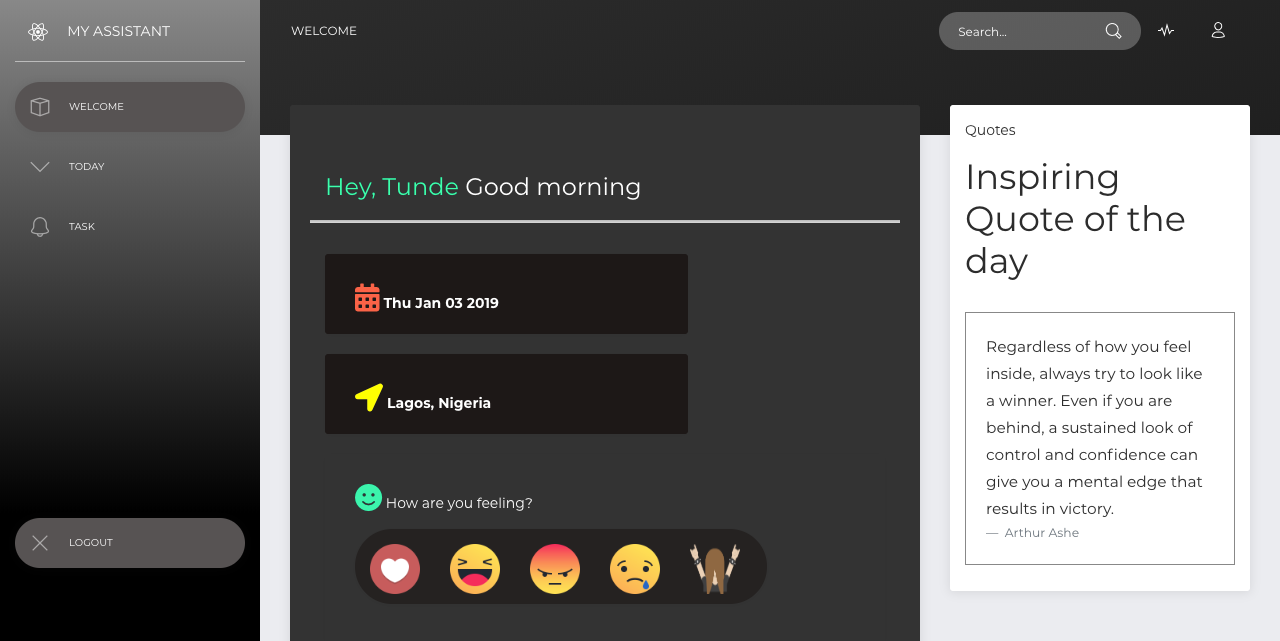 MY ASSISTANT
WELCOME
TODAY
TASK
LOGOUT
WELCOME
Search...
Hey, Tunde Good morning
Thu Jan 03 2019
Lagos, Nigeria
How are you feeling?
Quotes
Inspiring
Quote of the
day
Regardless of how you feel
inside, always try to look like
a winner. Even if you are
behind, a sustained look of
control and confidence can
give you a mental edge that
results in victory.
— Arthur Ashe